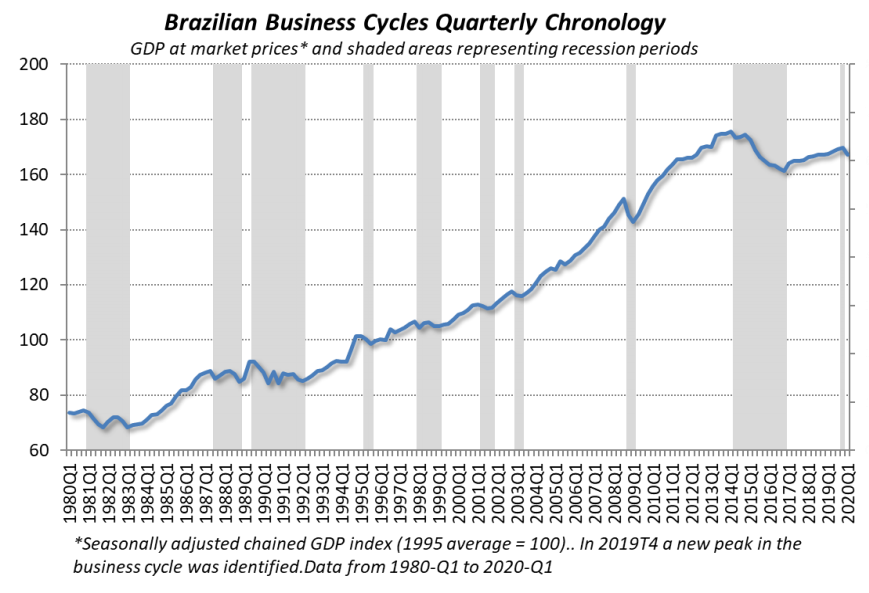 Brazilian Business Cycles Quarterly Chronology
GDP at market prices* and shaded areas representing recession periods
200
180
160
140
120
100
80
60
1980Q1
1981Q1
1982Q1
1983Q1
1984Q1
1985Q1
1986Q1
1987Q1
1988Q1
1989Q1
1990Q1
1991Q1
1992Q1
1993Q1
1994Q1
1995Q1
1996Q1
1997Q1
1998Q1
1999Q1
2000Q1
2001Q1
2002Q1
2003Q1
2004Q1
2005Q1
2006Q1
2007Q1
2008Q1
2009Q1
2010Q1
2011Q1
2012Q1
2013Q1
2014Q1
2015Q1
2016Q1
2017Q1
2018Q1
2019Q1
2020Q1
*Seasonally adjusted chained GDP index (1995 average = 100).. In 2019T4 a new peak in the
business cycle was identified.Data from 1980-Q1 to 2020-Q1